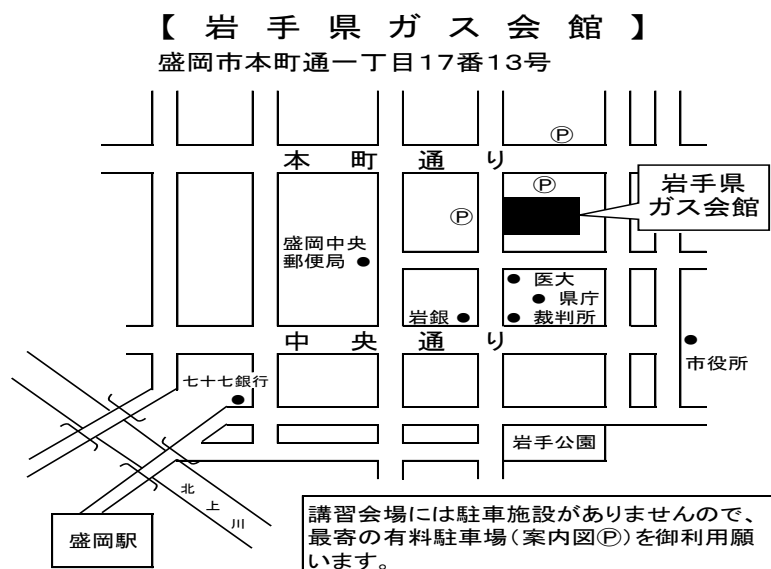 【 岩 手 県 ガ ス 会 館 】
盛岡市本町通一丁目17番13号
Ⓟ
本 町 通 り
Ⓟ
岩手県
ガス会館
Ⓟ
盛岡中央
郵便局
医大
県庁
岩銀
裁判所
中 央 通 り
市役所
七十七銀行
岩手公園
北
上
川
盛岡駅
講習会場には駐車施設がありませんので、
最寄の有料駐車場(案内図Ⓟ)を御利用願
います。